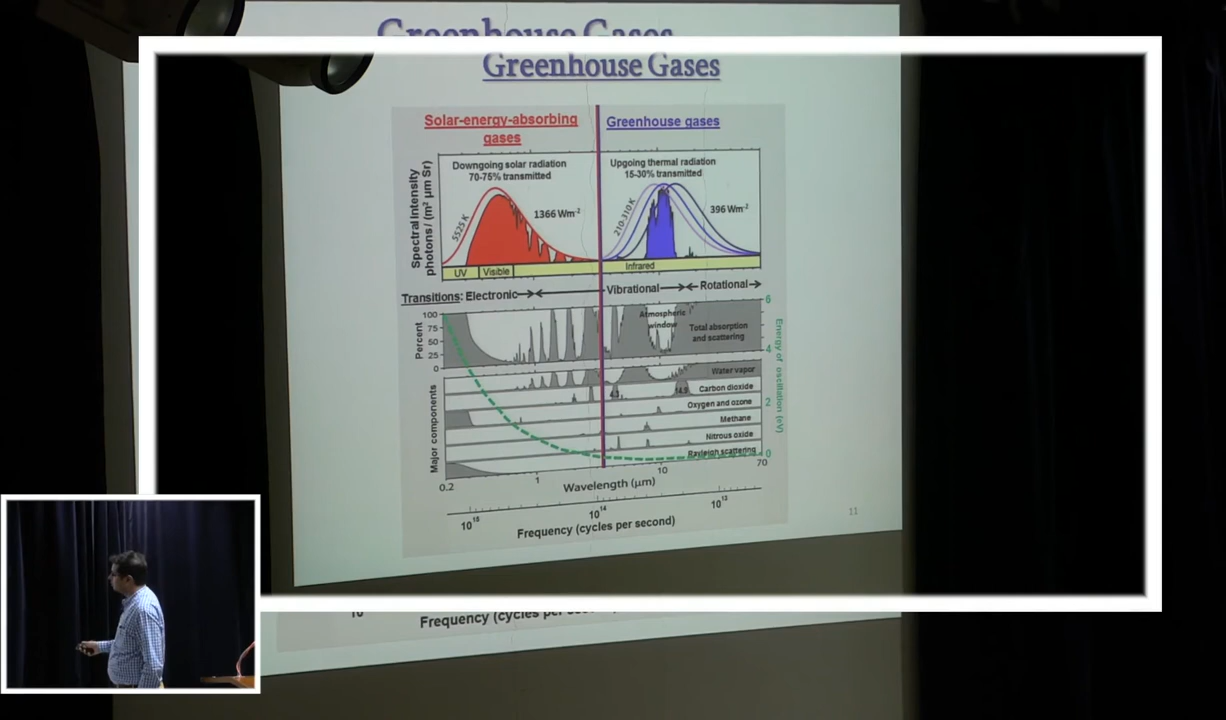 Greenhouse Gases
Greenhouse Gases
Solar-energy-absorbing
gases
Greenhouse gases
Downgoing solar radiation
70-75% transmitted
Upgoing thermal radiation
15-30% transmitted
Spectral Intensity
photons / (m² µm Sr)
5525 K
1366 Wm-2
210-310 K
396 Wm-2
UV
Visible
Infrared
Transitions: Electronic
Vibrational
Rotational
Percent
100
75
50
25
0
Atmospheric
window
Total absorption
and scattering
6
4
2
0
Energy of oscillation (eV)
Major components
Water vapor
4.3
14.9
Carbon dioxide
Oxygen and ozone
Methane
Nitrous oxide
Rayleigh scattering
0.2
1
10
70
Wavelength (µm)
10¹⁵
10¹⁴
10¹³
Frequency (cycles per second)
11
10
Frequency (cycles per